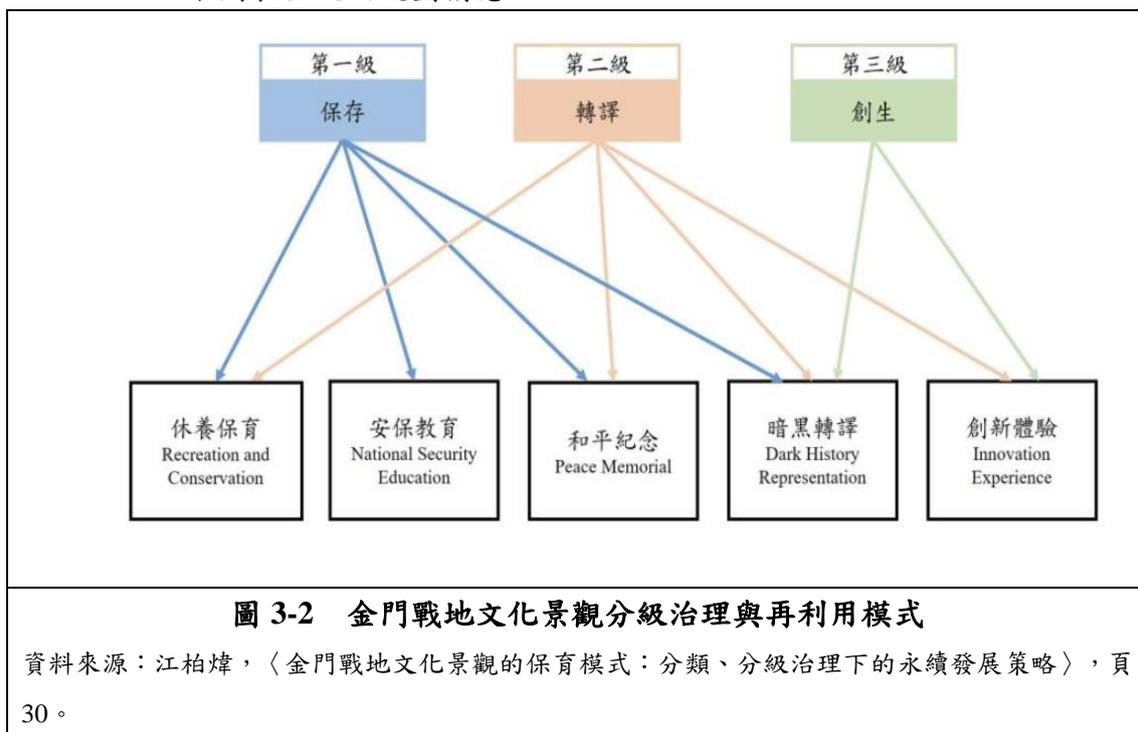 第一級
保存
第二級
轉譯
第三級
創生
休養保育
Recreation and
Conservation
安保教育
National Security
Education
和平紀念
Peace Memorial
暗黑轉譯
Dark History
Representation
創新體驗
Innovation
Experience
圖 3-2 金門戰地文化景觀分級治理與再利用模式
資料來源：江柏煒，〈金門戰地文化景觀的保育模式：分類、分級治理下的永續發展策略〉，頁
30。